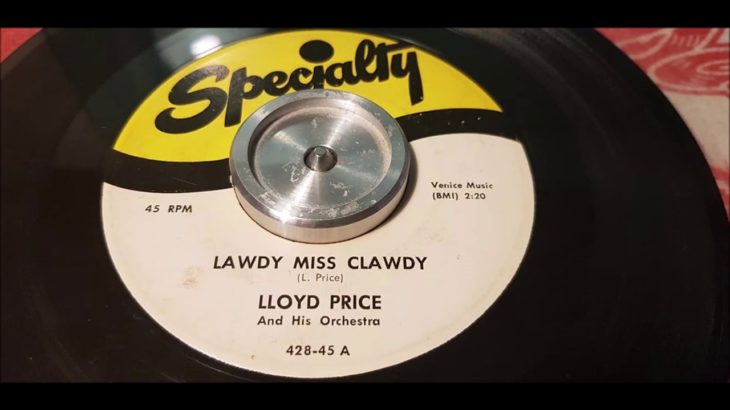 Specialty
45 RPM
Venice Music
(BMI) 2:20
LAWDY MISS CLAWDY
(L. Price)
LLOYD PRICE
And His Orchestra
428-45 A